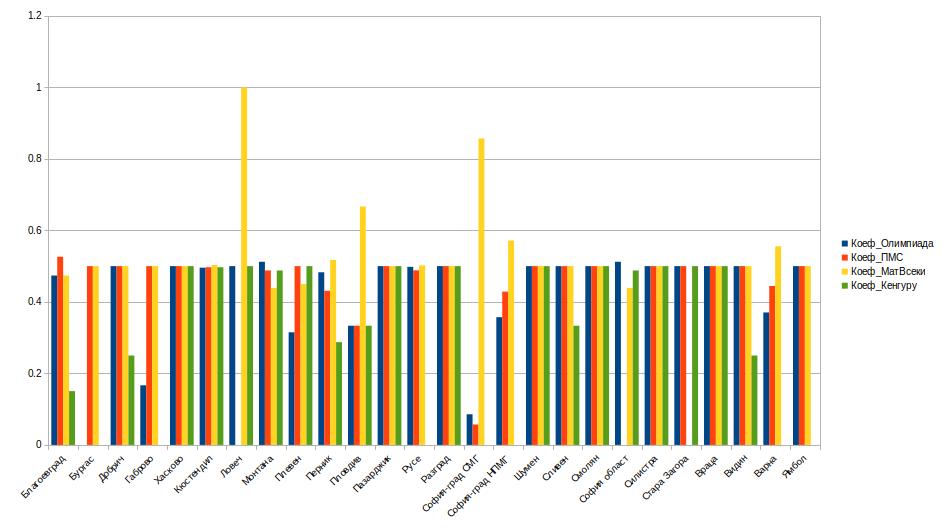 1.2
1
0.8
0.6
0.4
0.2
0
Благоевград
Бургас
Добрич
Габрово
Хасково
Кюстендил
Ловеч
Монтана
Плевен
Перник
Пловдив
Пазарджик
Русе
Разград
София-град СМГ
София-град НПМГ
Шумен
Сливен
Смолян
София област
Силистра
Стара Загора
Враца
Видин
Варна
Ямбол
Коеф_Олимпиада
Коеф_ПМС
Коеф_МатВсеки
Коеф_Кенгуру